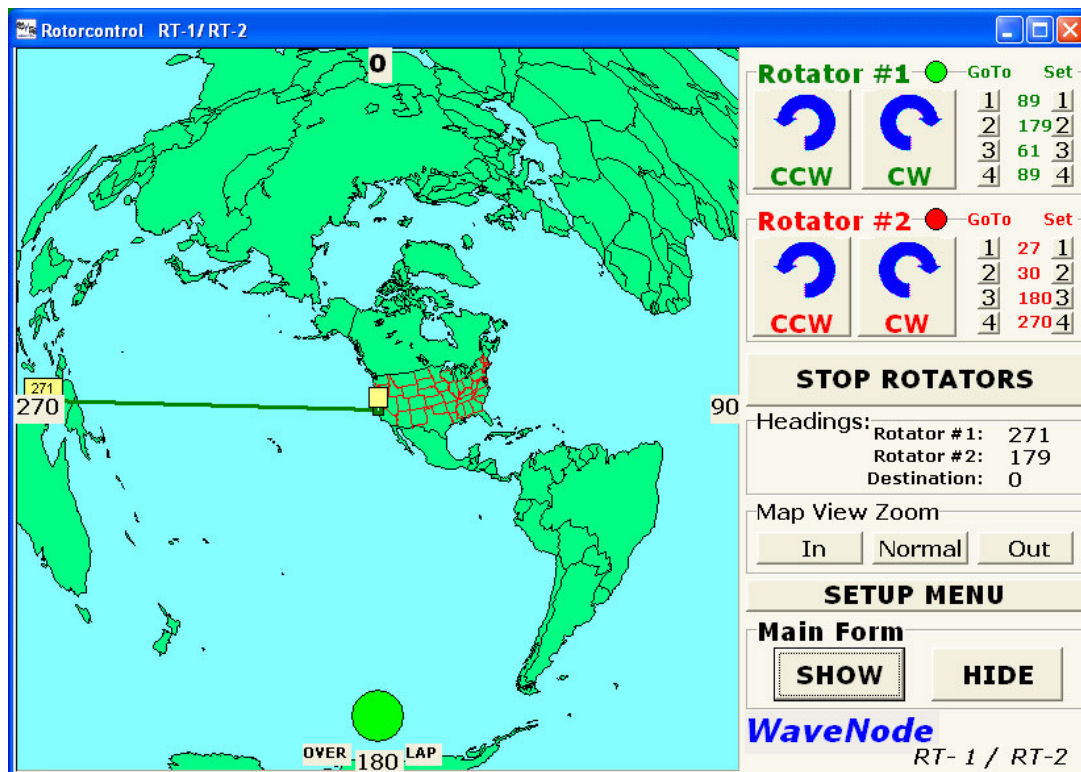 Rotorcontrol RT-1/ RT-2
0
271
270
90
OVER 180 LAP
Rotator #1 GoTo Set
CCW CW
1 89 1
2 179 2
3 61 3
4 89 4
Rotator #2 GoTo Set
CCW CW
1 27 1
2 30 2
3 180 3
4 270 4
STOP ROTATORS
Headings:
Rotator #1: 271
Rotator #2: 179
Destination: 0
Map View Zoom
In Normal Out
SETUP MENU
Main Form
SHOW HIDE
WaveNode
RT- 1 / RT-2